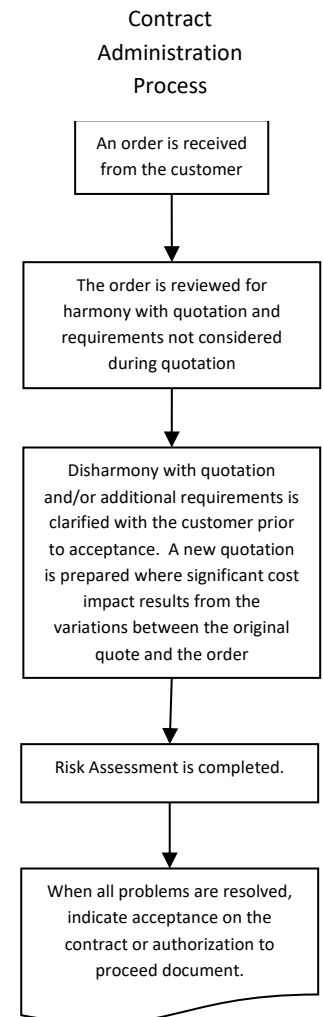 Contract
Administration
Process
An order is received
from the customer
The order is reviewed for
harmony with quotation and
requirements not considered
during quotation
Disharmony with quotation
and/or additional requirements is
clarified with the customer prior
to acceptance.  A new quotation
is prepared where significant cost
impact results from the
variations between the original
quote and the order
Risk Assessment is completed.
When all problems are resolved,
indicate acceptance on the
contract or authorization to
proceed document.